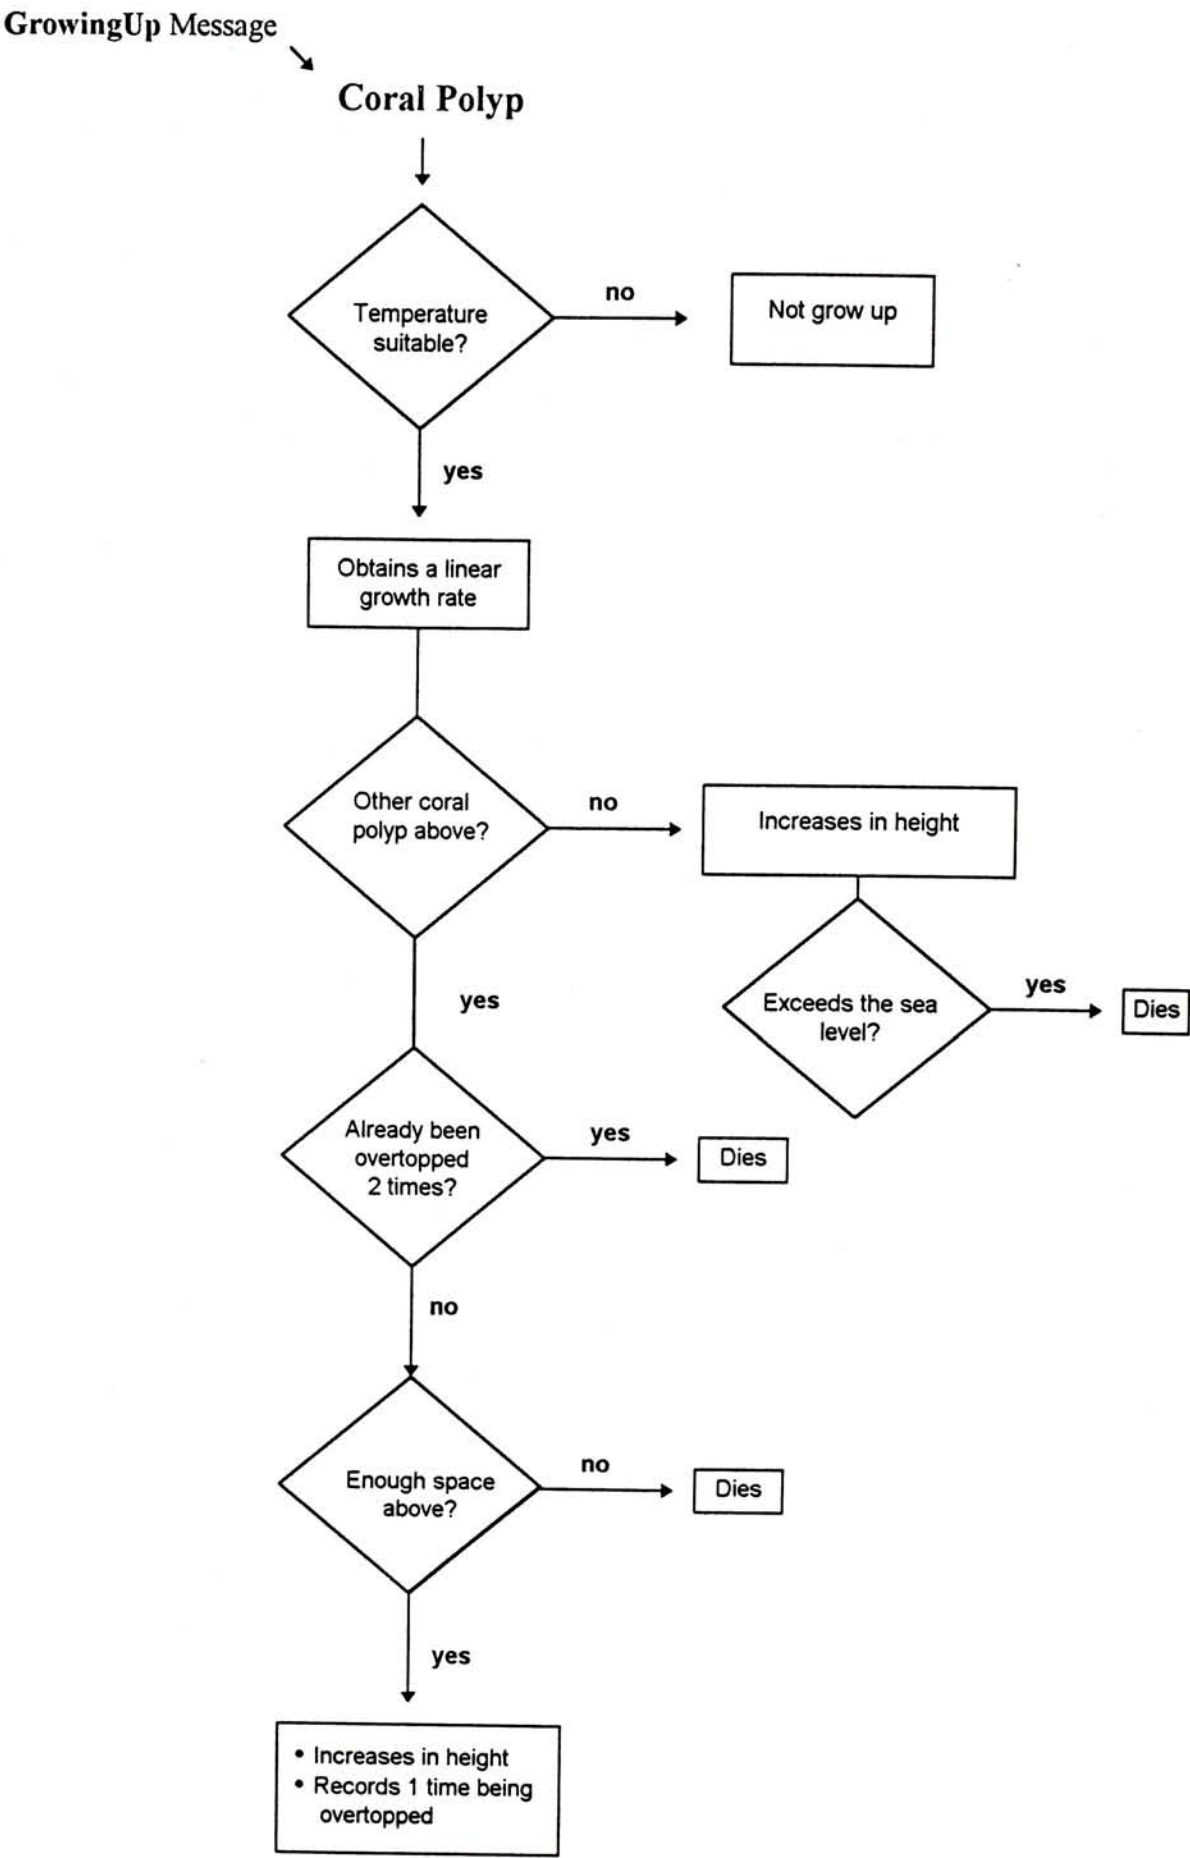 GrowingUp Message
Coral Polyp
Temperature
suitable?
no
Not grow up
yes
Obtains a linear
growth rate
Other coral
polyp above?
no
Increases in height
yes
Exceeds the sea
level?
yes
Dies
Already been
overtopped
2 times?
yes
Dies
no
Enough space
above?
no
Dies
yes
• Increases in height
• Records 1 time being
overtopped